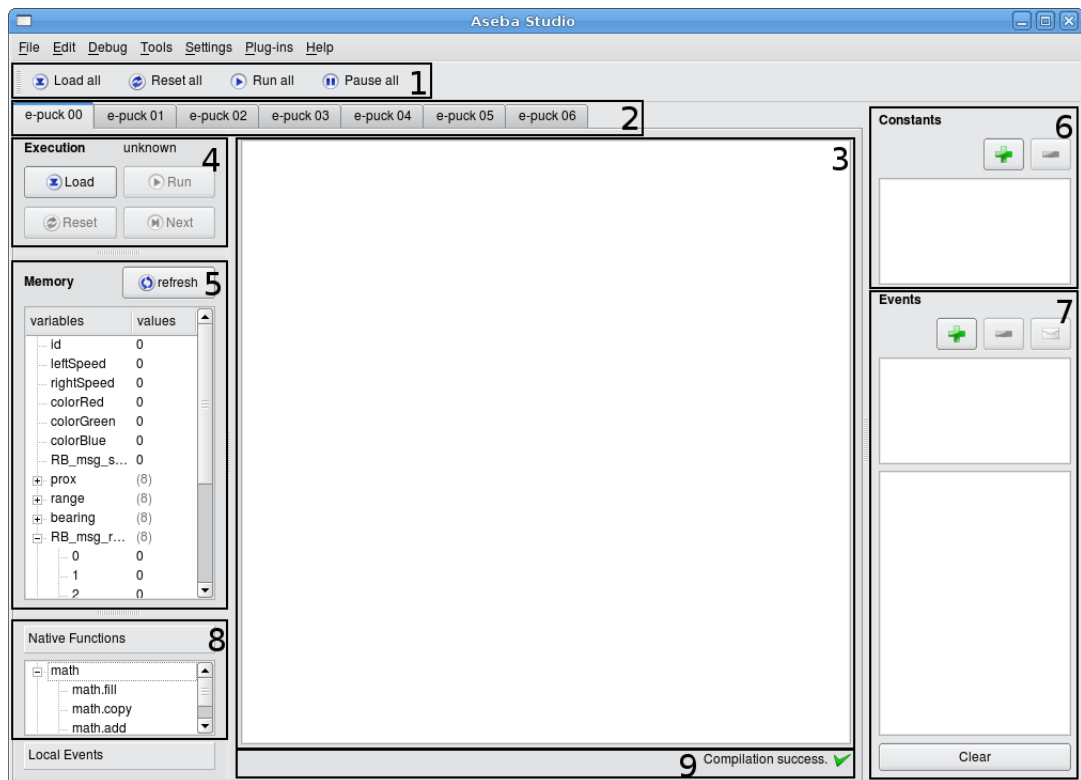 Aseba Studio
File Edit Debug Tools Settings Plug-ins Help
Load all Reset all Run all Pause all 1
e-puck 00 e-puck 01 e-puck 02 e-puck 03 e-puck 04 e-puck 05 e-puck 06 2
Execution unknown 4
Load Run
Reset Next
Memory refresh 5
variables values
id 0
leftSpeed 0
rightSpeed 0
colorRed 0
colorGreen 0
colorBlue 0
RB_msg_s... 0
prox (8)
range (8)
bearing (8)
RB_msg_r... (8)
0 0
1 0
2 0
Native Functions 8
math
math.fill
math.copy
math.add
Local Events
3
9 Compilation success.
Constants 6
Events 7
Clear